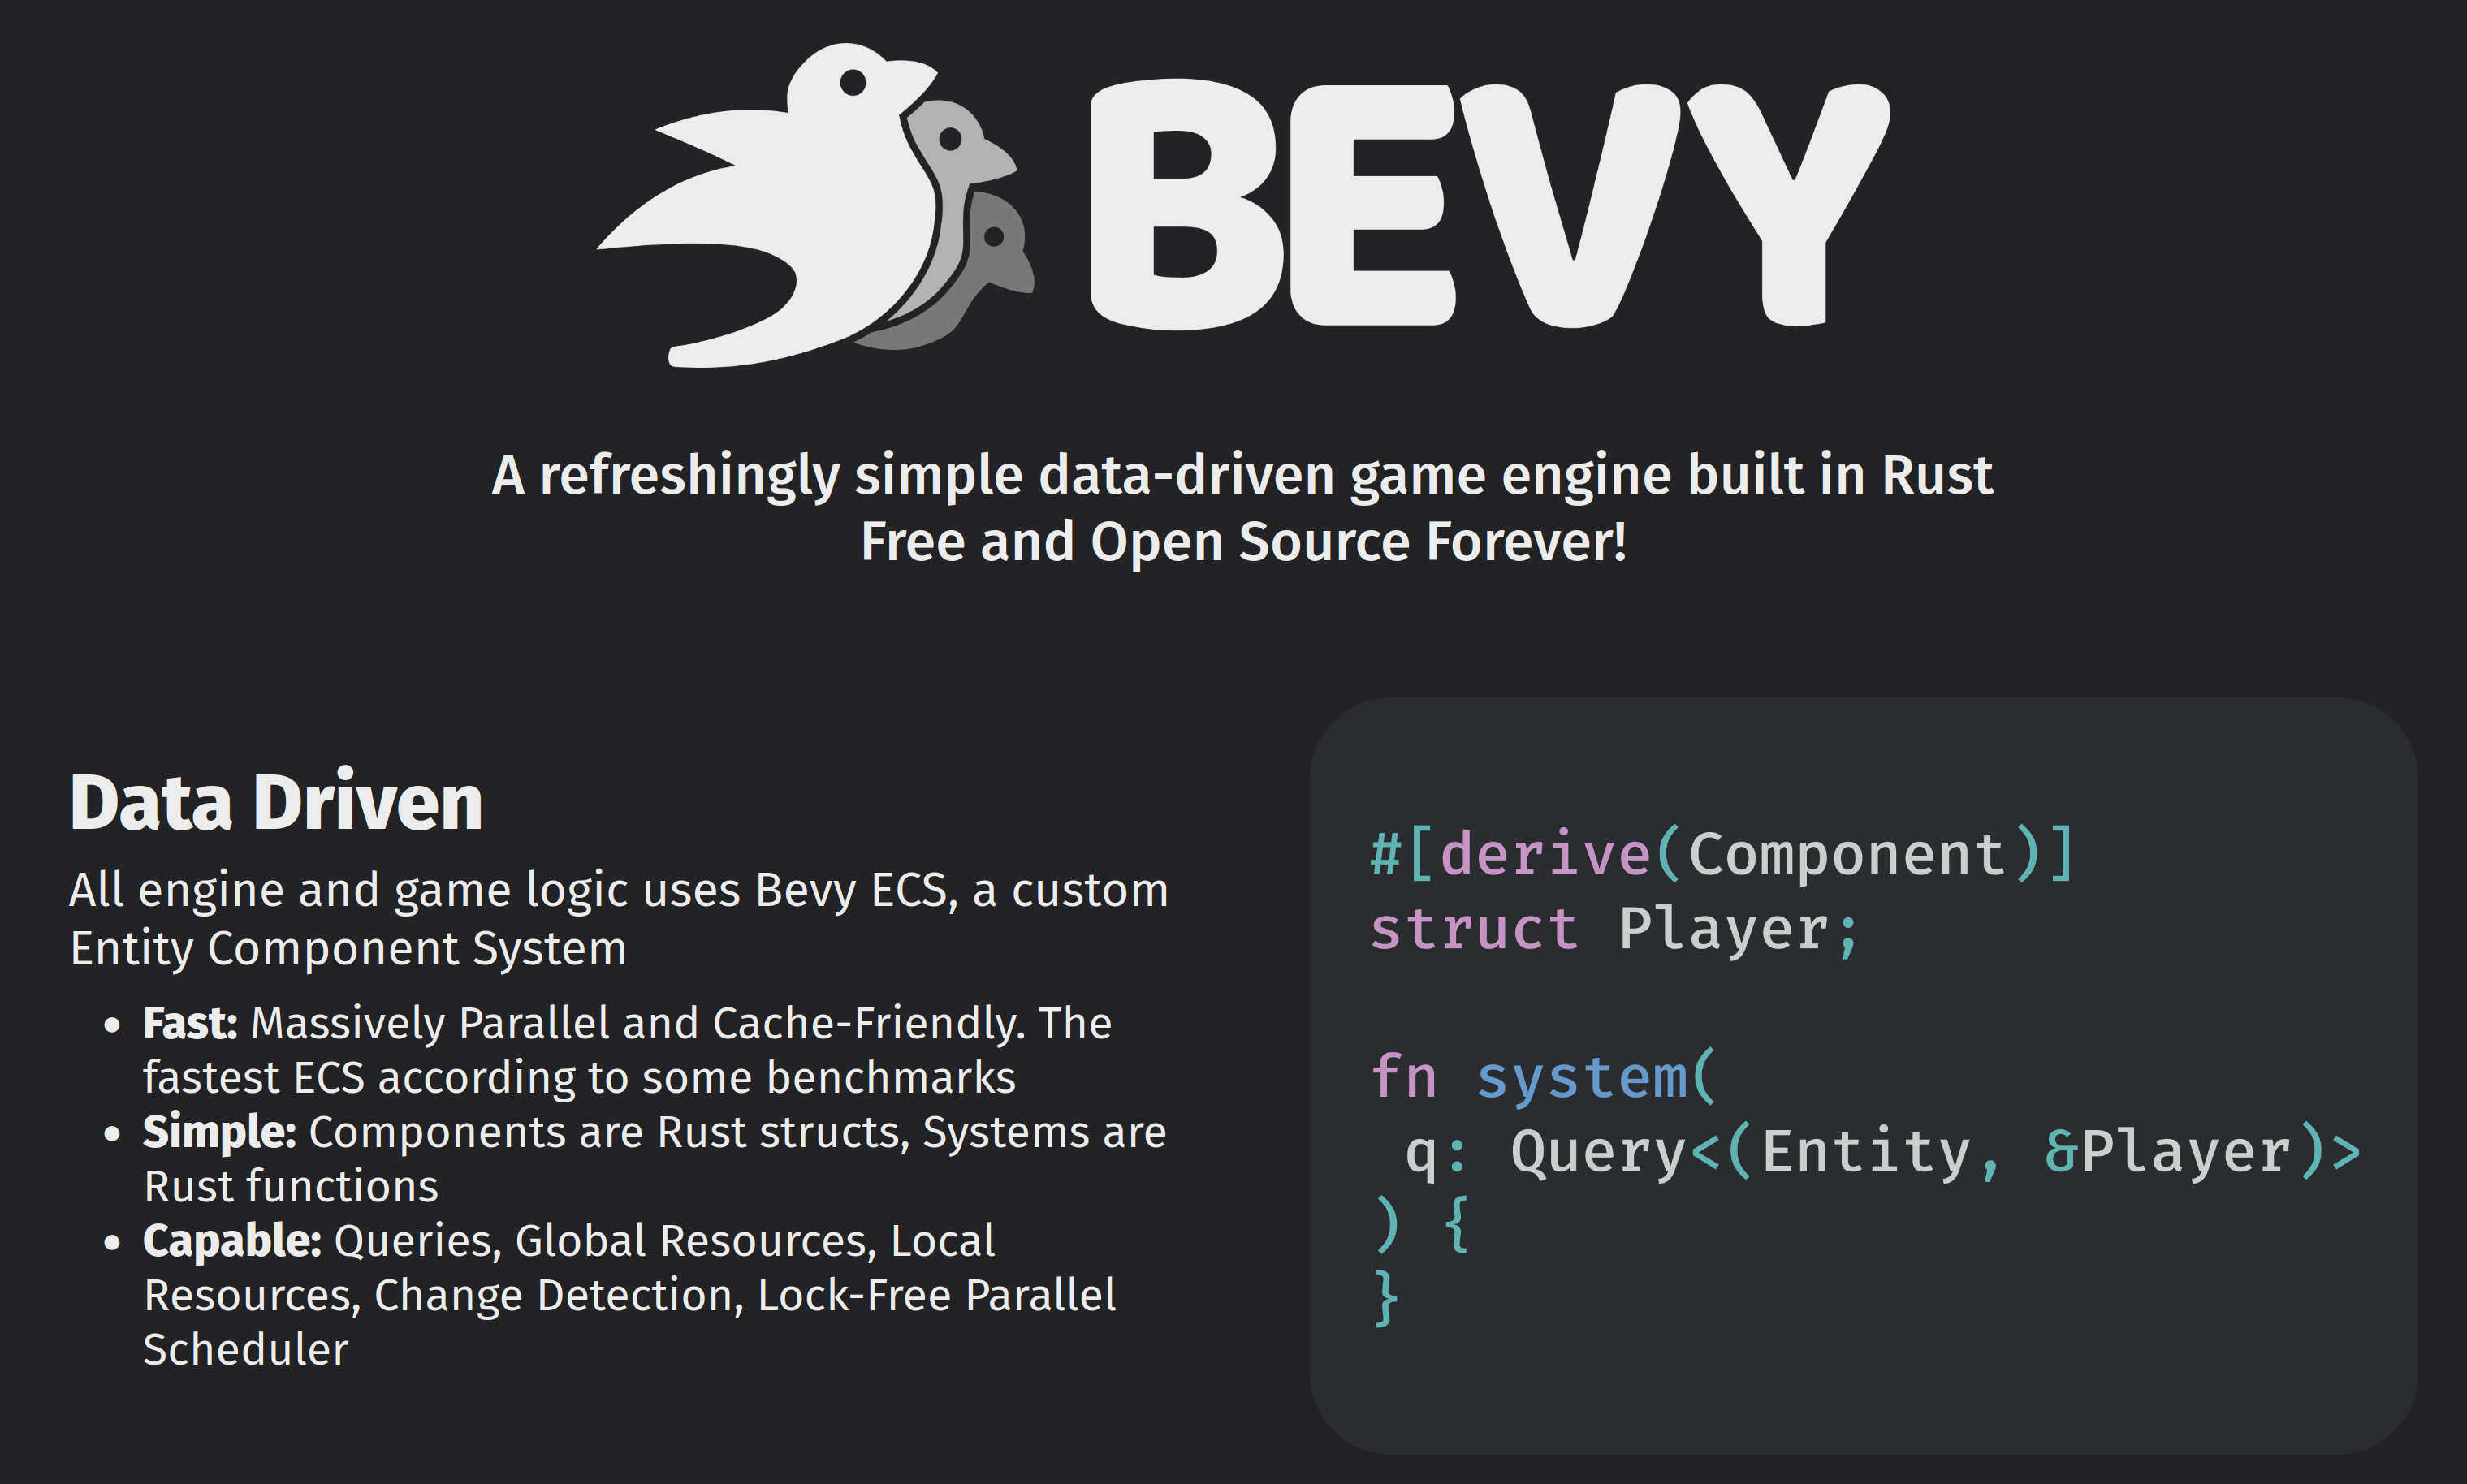 BEVY
A refreshingly simple data-driven game engine built in Rust
Free and Open Source Forever!
Data Driven
All engine and game logic uses Bevy ECS, a custom
Entity Component System
• Fast: Massively Parallel and Cache-Friendly. The
fastest ECS according to some benchmarks
• Simple: Components are Rust structs, Systems are
Rust functions
• Capable: Queries, Global Resources, Local
Resources, Change Detection, Lock-Free Parallel
Scheduler
#[derive(Component)]
struct Player;
fn system(
 q: Query<(Entity, &Player)>
) {
}